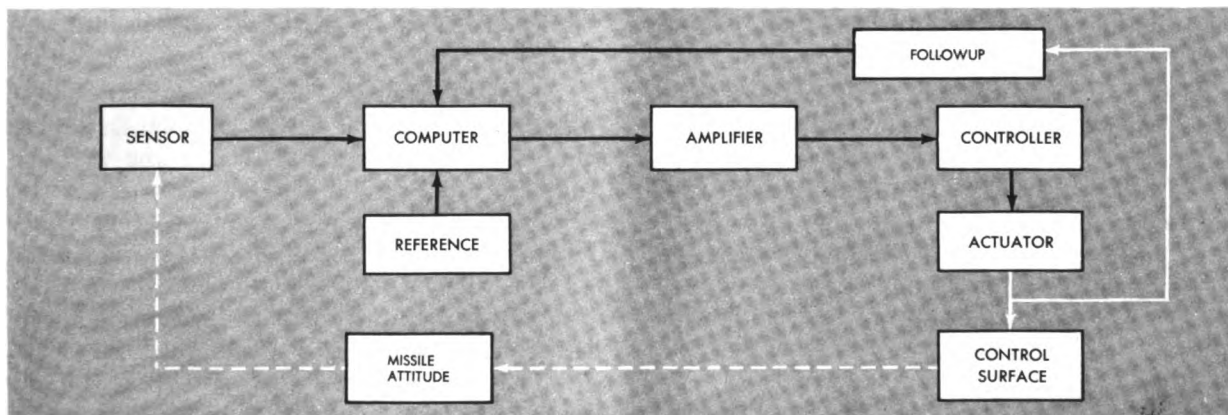 FOLLOWUP
SENSOR
COMPUTER
AMPLIFIER
CONTROLLER
REFERENCE
ACTUATOR
MISSILE
ATTITUDE
CONTROL
SURFACE